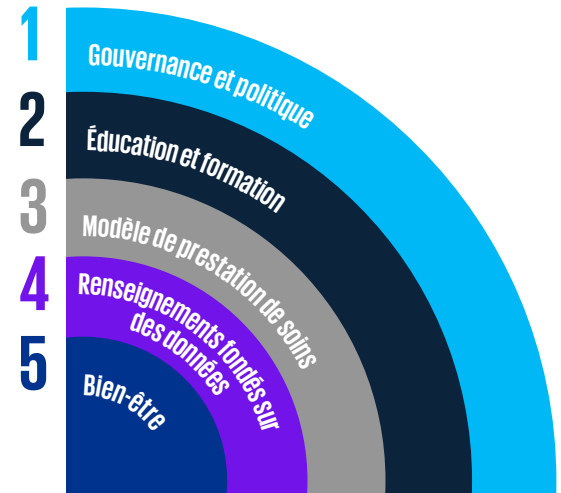 1
Gouvernance et politique
2
Éducation et formation
3
Modèle de prestation de soins
4
Renseignements fondés sur
des données
5
Bien-être